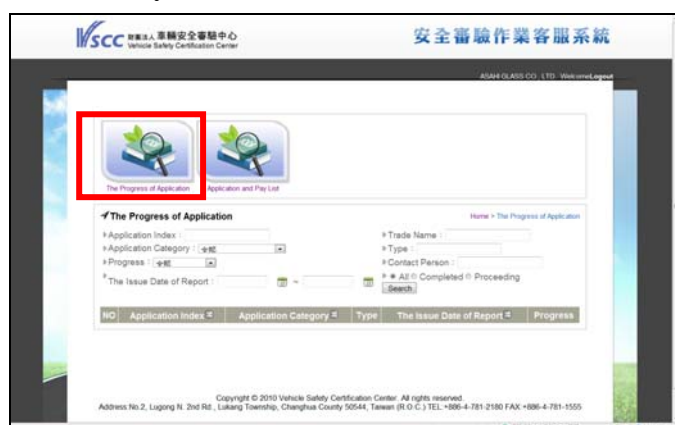 VSCC 財團法人 車輛安全審驗中心
Vehicle Safety Certification Center
安全審驗作業客服系統
ASAHI GLASS CO., LTD. Welcome Logout
The Progress of Application
Application and Pay List
The Progress of Application
Home > The Progress of Application
Application Index :
Trade Name :
Application Category : 全部
Type :
Progress : 全部
Contact Person :
The Issue Date of Report : ~
All Completed Proceeding
Search
NO Application Index Application Category Type The Issue Date of Report Progress
Copyright © 2010 Vehicle Safety Certification Center. All rights reserved.
Address No.2, Lugong N. 2nd Rd., Lukang Township, Changhua County 50544, Taiwan (R.O.C.) TEL:+886-4-781-2180 FAX:+886-4-781-1555